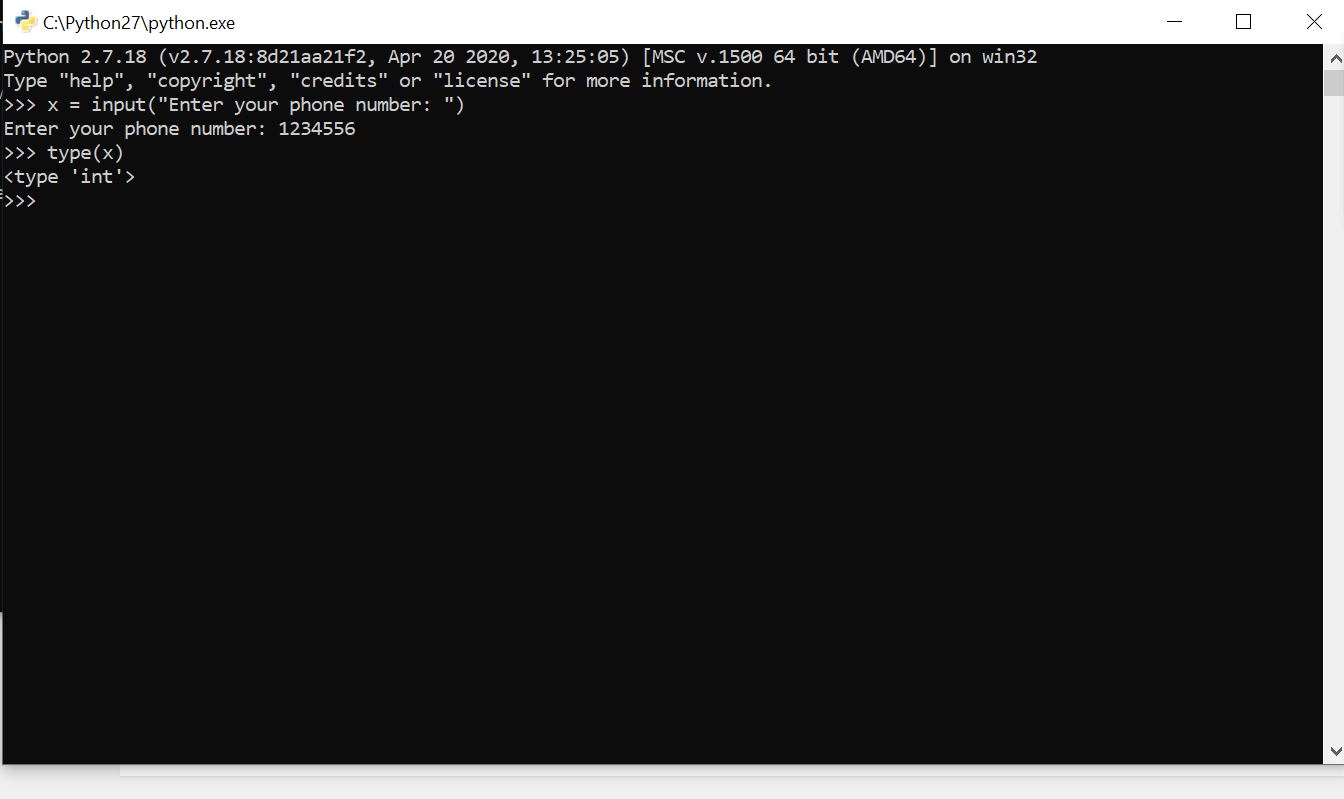 C:\Python27\python.exe
Python 2.7.18 (v2.7.18:8d21aa21f2, Apr 20 2020, 13:25:05) [MSC v.1500 64 bit (AMD64)] on win32
Type "help", "copyright", "credits" or "license" for more information.
>>> x = input("Enter your phone number: ")
Enter your phone number: 1234556
>>> type(x)
<type 'int'>
>>>